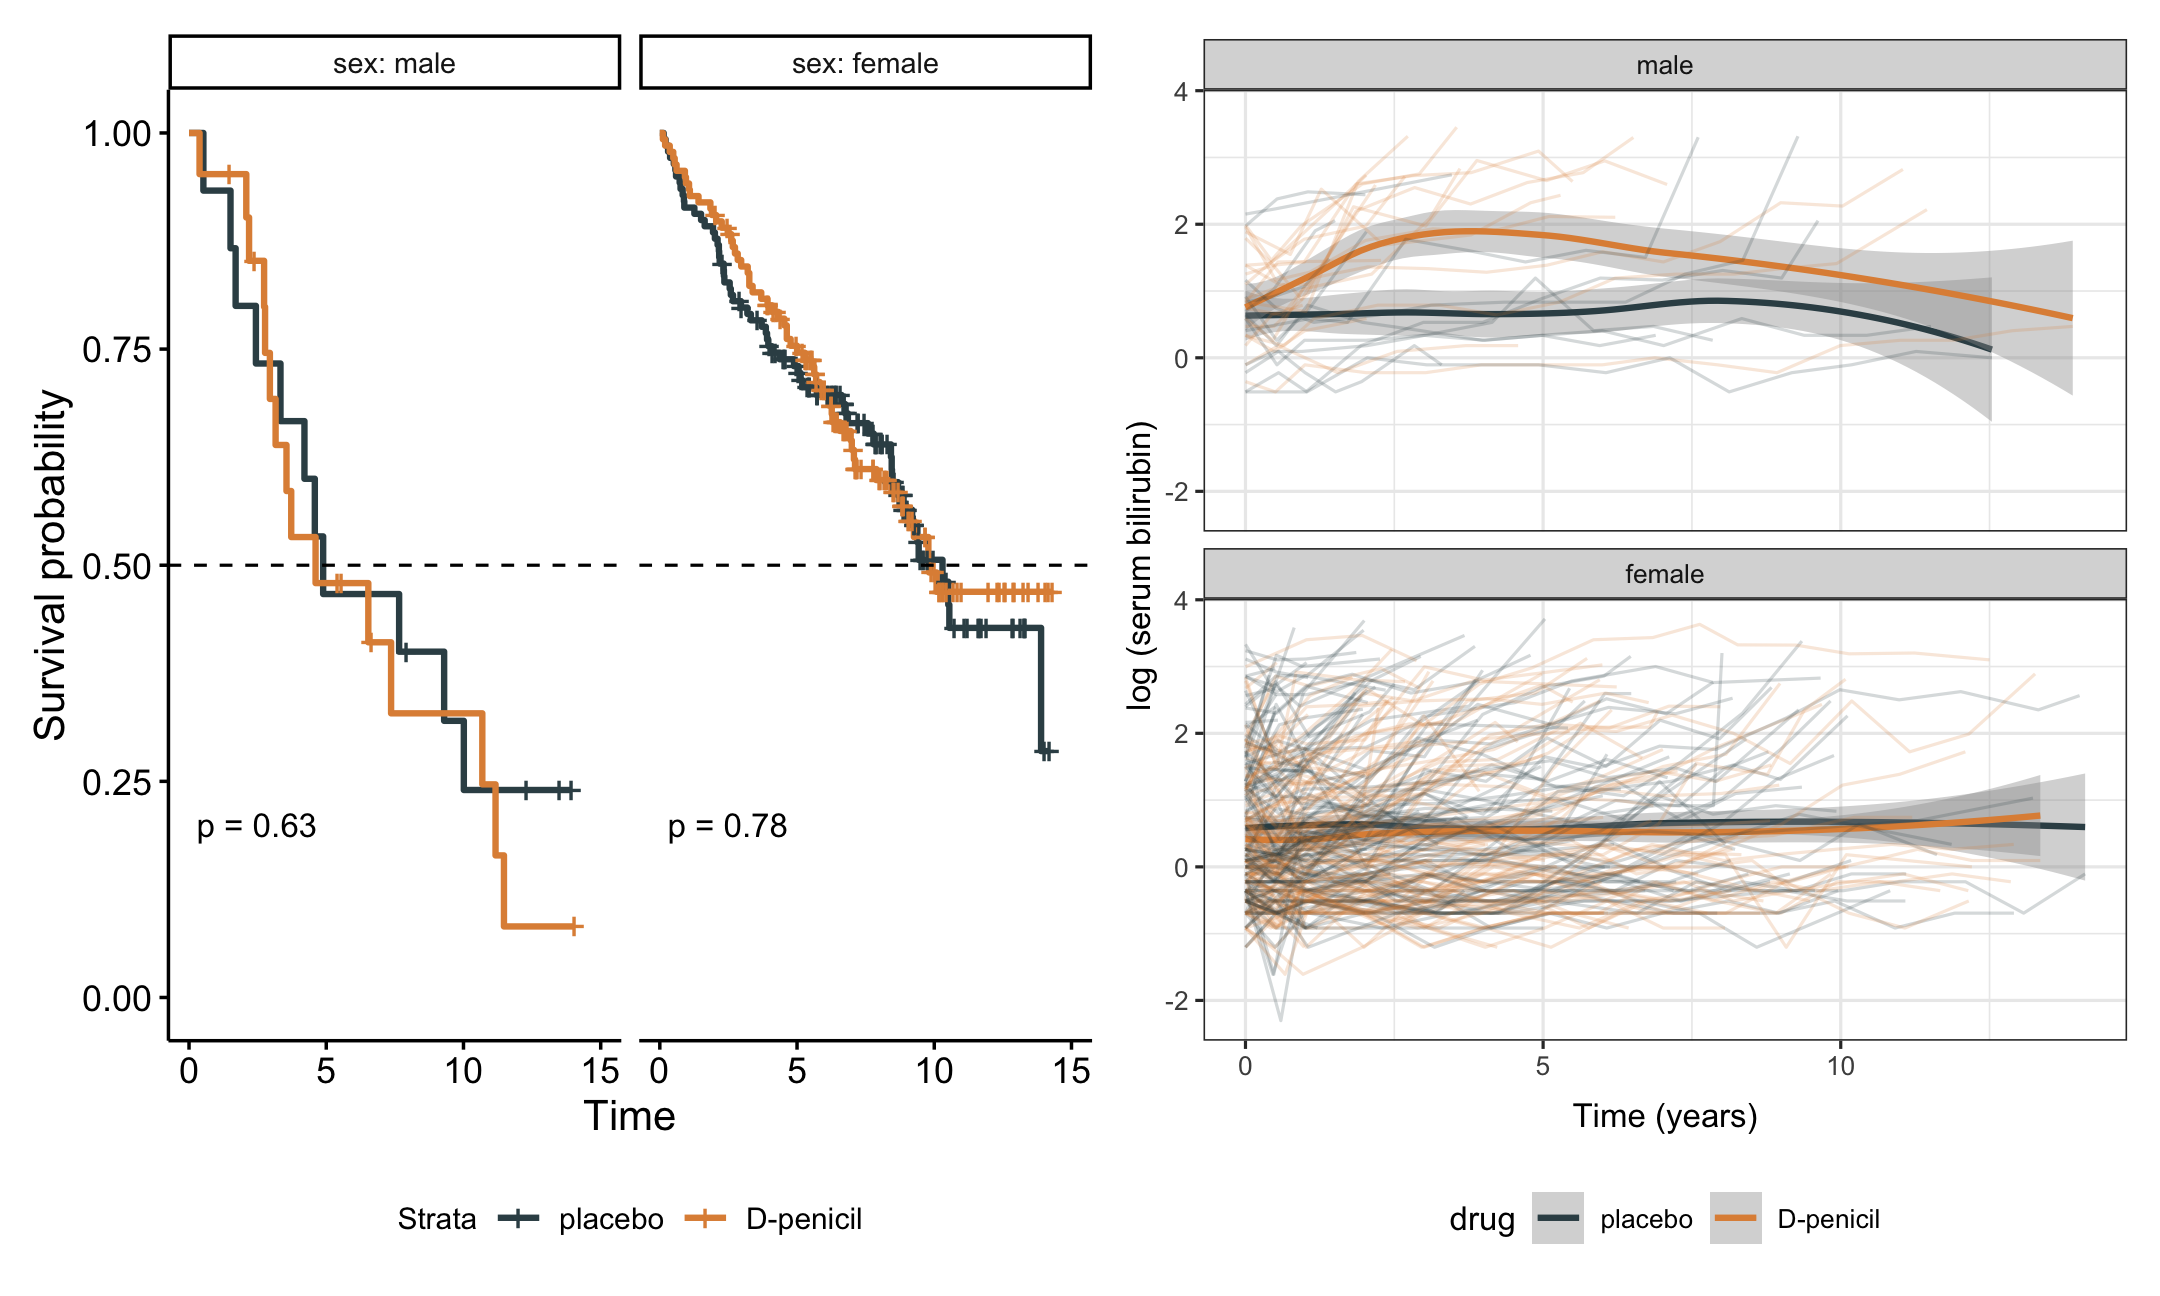 sex: male
sex: female
1.00
0.75
0.50
0.25
0.00
Survival probability
p = 0.63
p = 0.78
0 5 10 15
0 5 10 15
Time
Strata placebo D-penicil
male
4
2
0
-2
female
4
2
0
-2
log (serum bilirubin)
0 5 10
Time (years)
drug placebo D-penicil